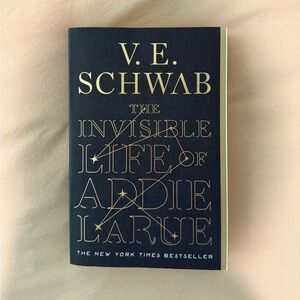 V. E.
SCHWAB
THE
INVISIBLE
LIFE OF
ADDIE
LARUE
THE NEW YORK TIMES BESTSELLER